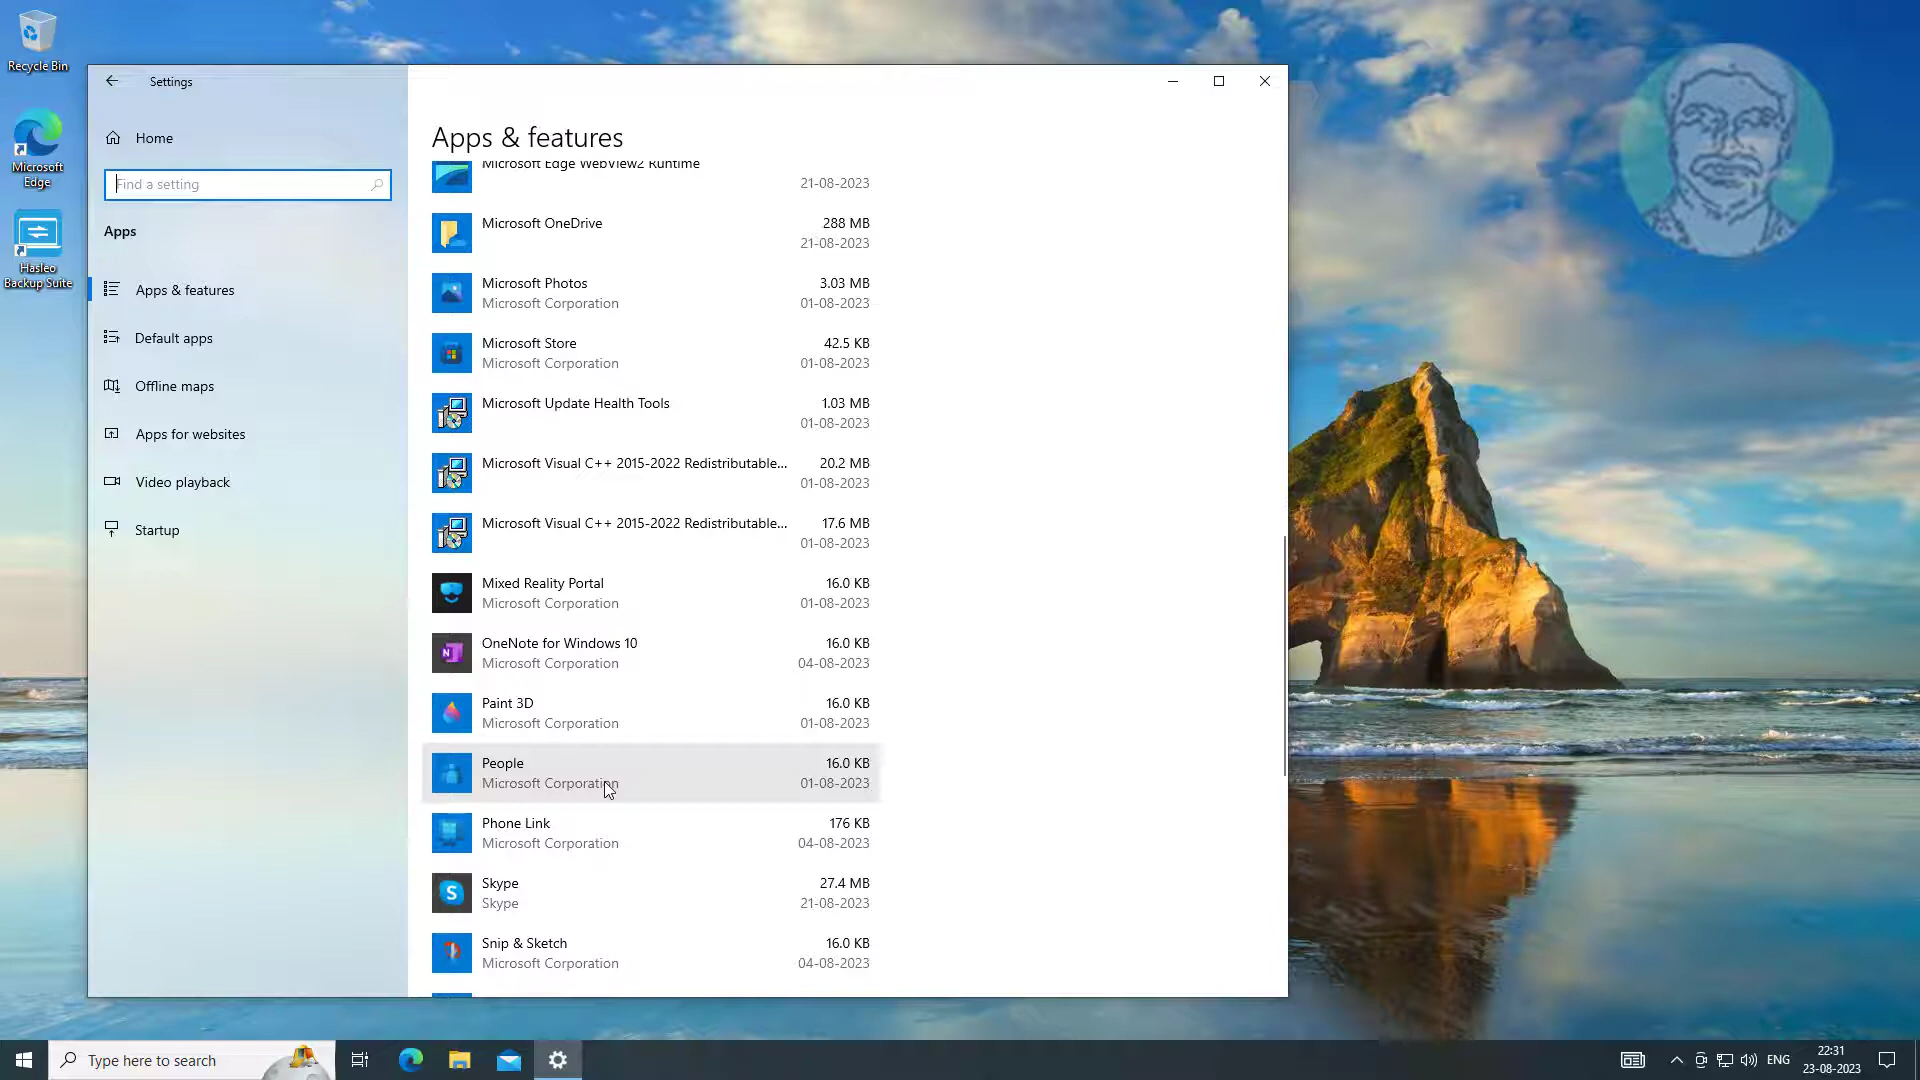 Recycle Bin
Microsoft
Edge
Hasleo
Backup Suite
Settings
Home
Find a setting
Apps
Apps & features
Default apps
Offline maps
Apps for websites
Video playback
Startup
Apps & features
Microsoft Edge WebView2 Runtime
21-08-2023
Microsoft OneDrive 288 MB
21-08-2023
Microsoft Photos 3.03 MB
Microsoft Corporation 01-08-2023
Microsoft Store 42.5 KB
Microsoft Corporation 01-08-2023
Microsoft Update Health Tools 1.03 MB
01-08-2023
Microsoft Visual C++ 2015-2022 Redistributable... 20.2 MB
01-08-2023
Microsoft Visual C++ 2015-2022 Redistributable... 17.6 MB
01-08-2023
Mixed Reality Portal 16.0 KB
Microsoft Corporation 01-08-2023
OneNote for Windows 10 16.0 KB
Microsoft Corporation 04-08-2023
Paint 3D 16.0 KB
Microsoft Corporation 01-08-2023
People 16.0 KB
Microsoft Corporation 01-08-2023
Phone Link 176 KB
Microsoft Corporation 04-08-2023
Skype 27.4 MB
Skype 21-08-2023
Snip & Sketch 16.0 KB
Microsoft Corporation 04-08-2023
Type here to search
ENG
22:31
23-08-2023